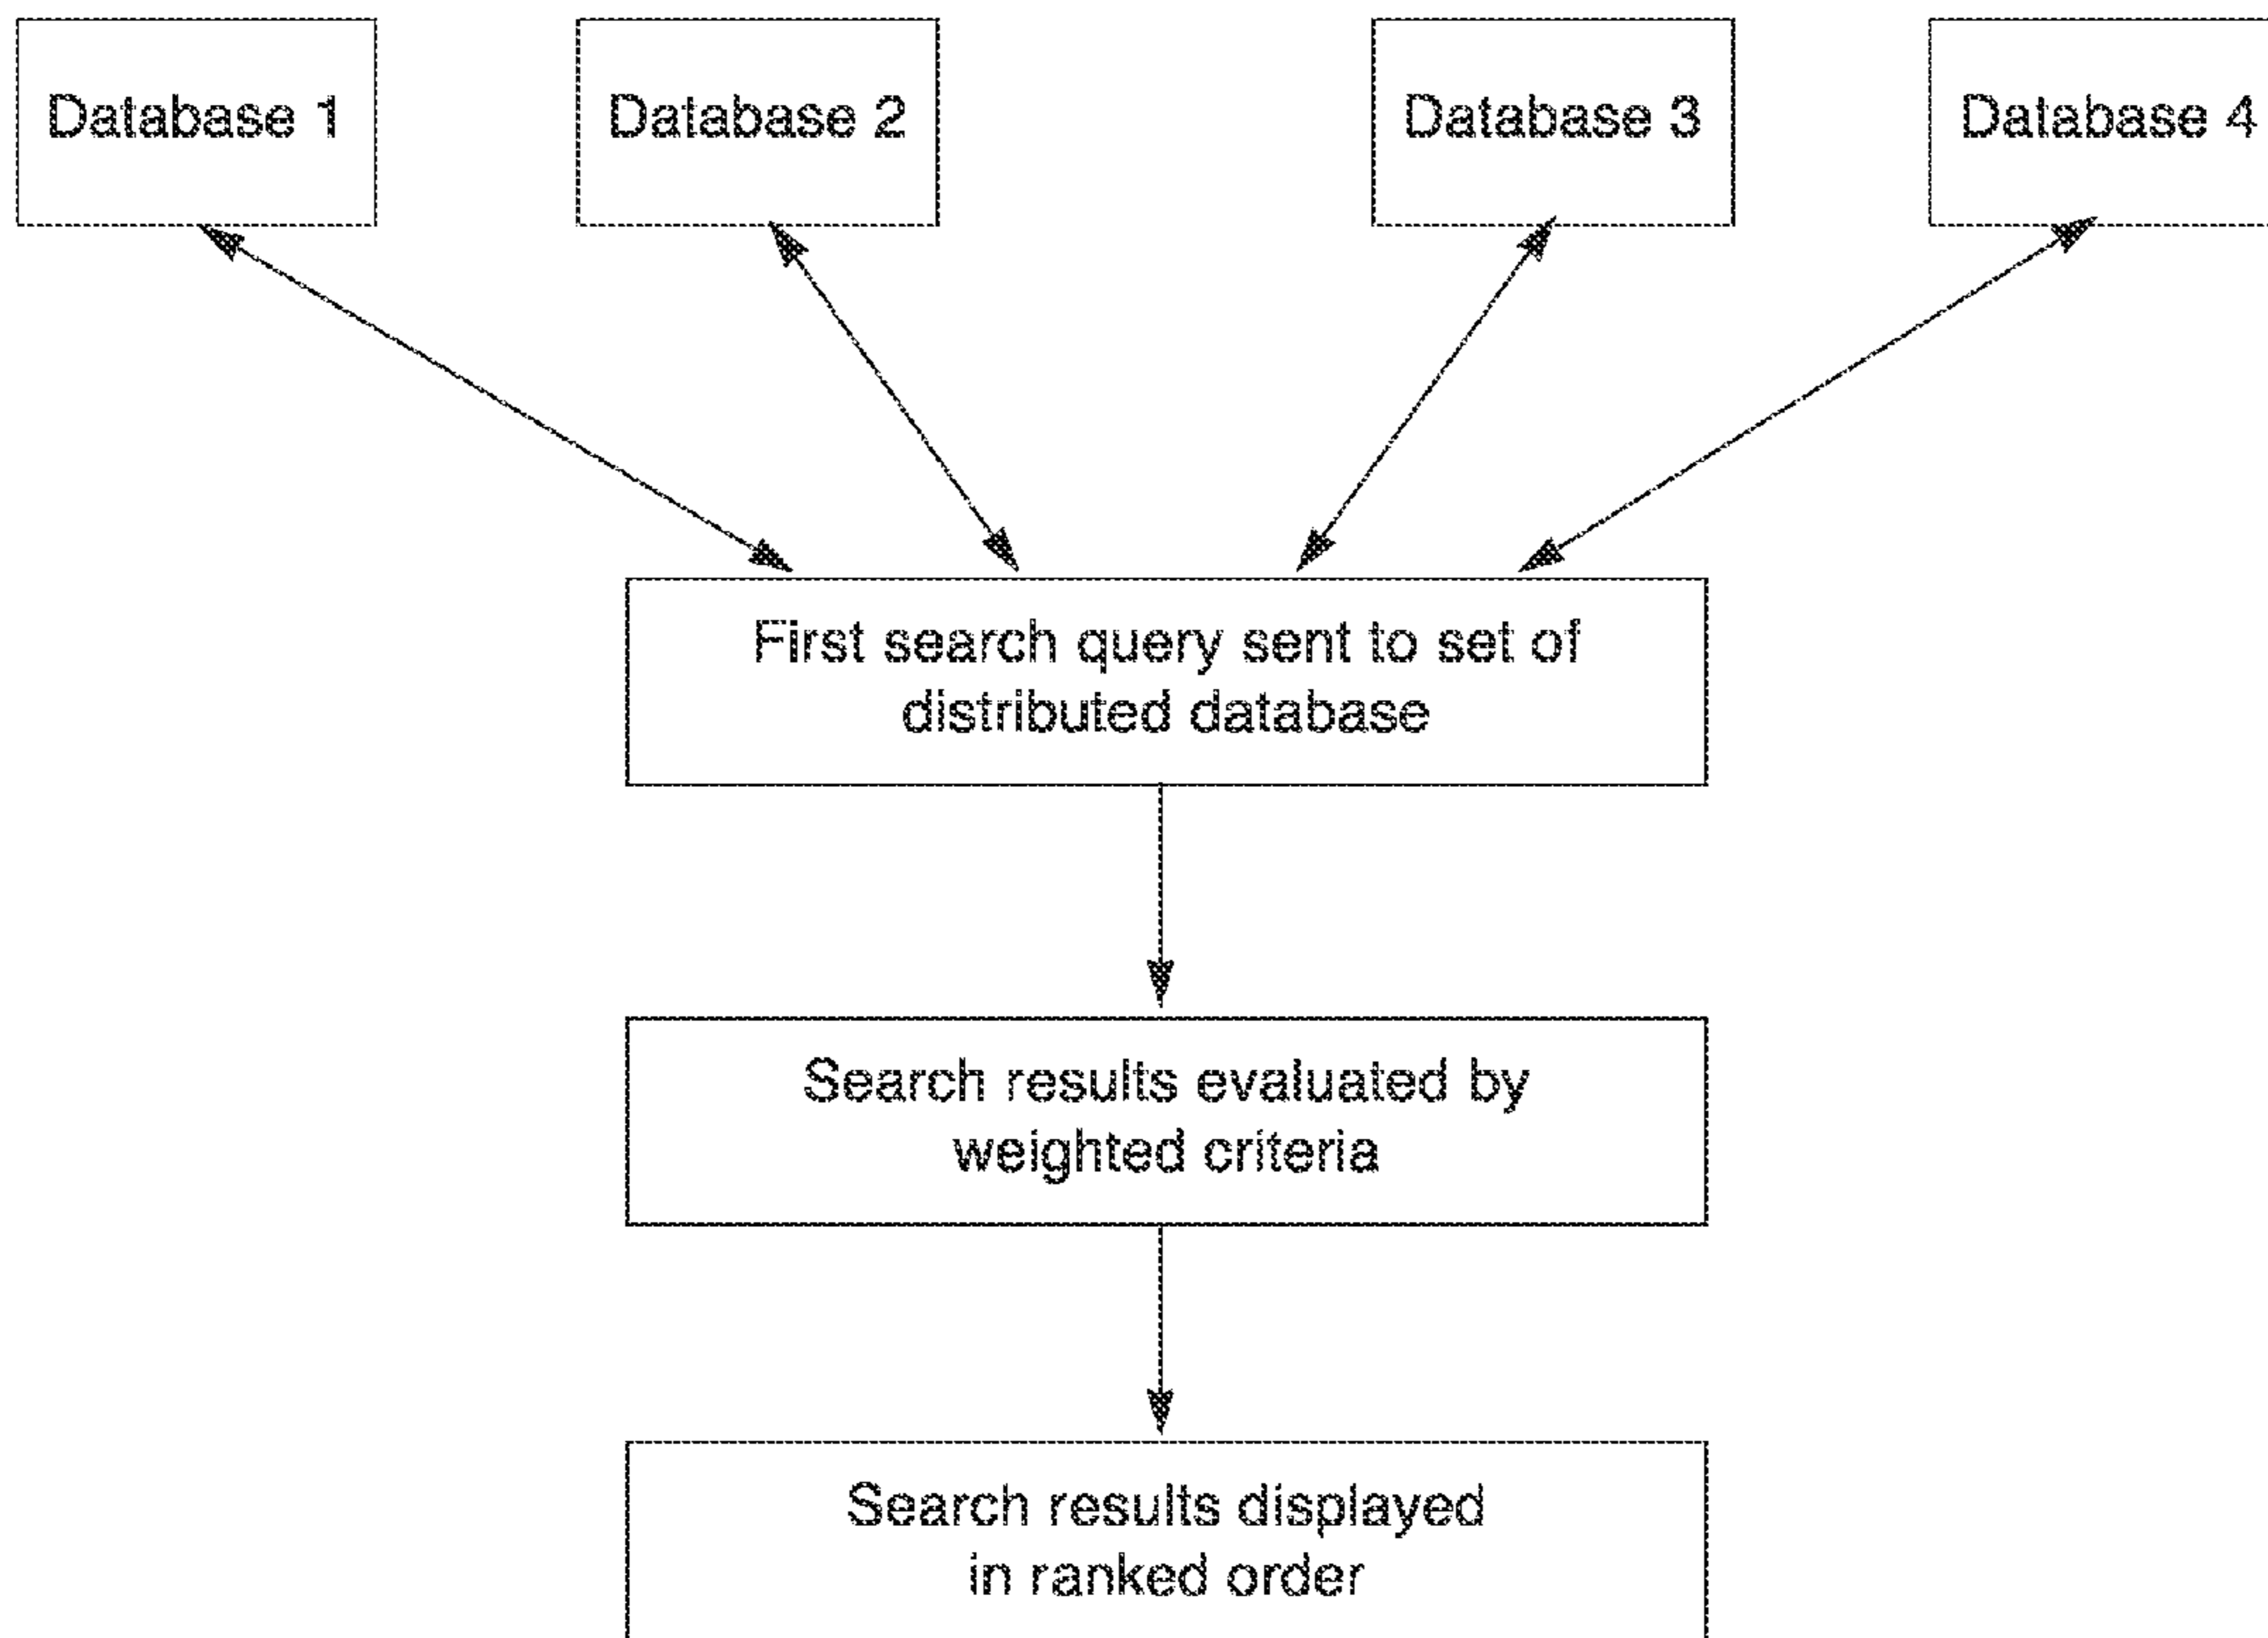 Database 1
Database 2
Database 3
Database 4
First search query sent to set of
distributed database
Search results evaluated by
weighted criteria
Search results displayed
in ranked order